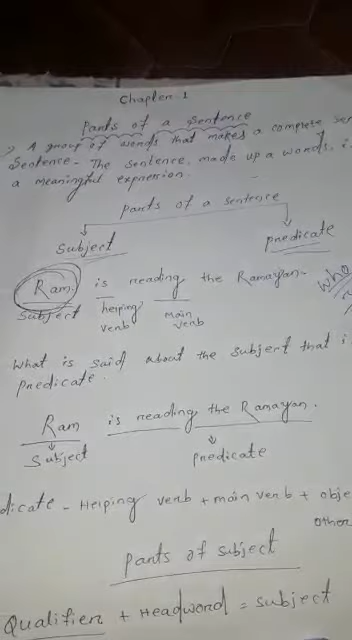 Chapter 1
Parts of a Sentence
A group of words that makes a complete
Sentence - The sentence, made up a words, i
a meaningful expression.
Parts of a sentence
Subject predicate
Ram is reading the Ramayan.
Subject helping verb main verb
What is said about the subject that i
predicate.
Ram is reading the Ramayan.
Subject predicate
dicate - Helping verb + main verb + obje
other
Parts of subject
Qualifier + Headword = Subject